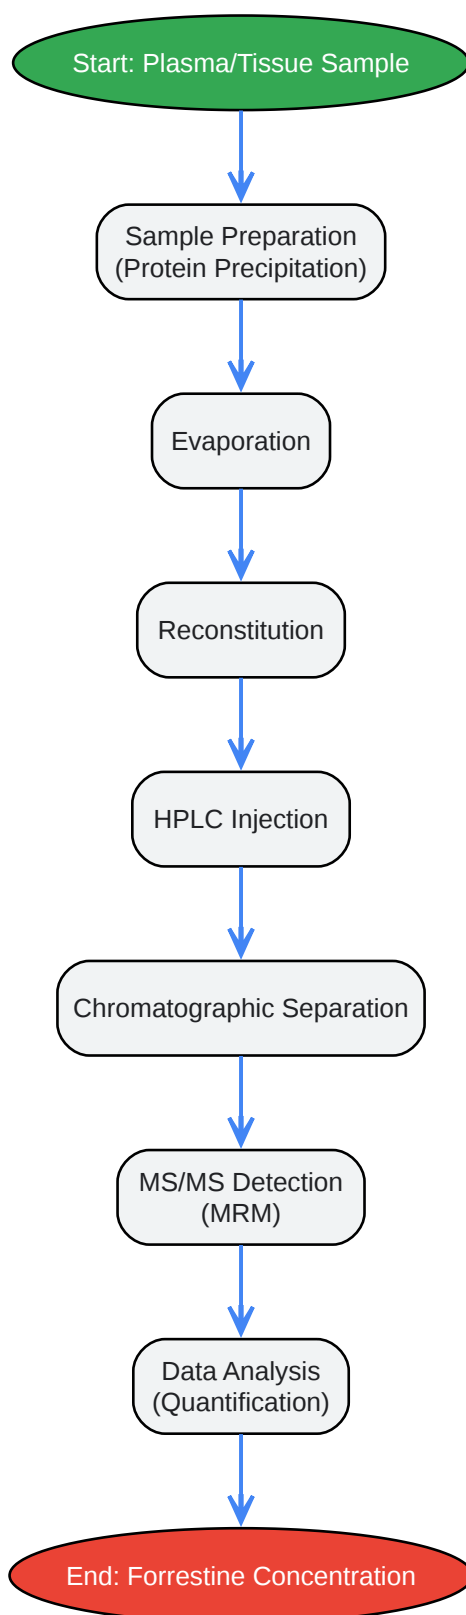 Start: Plasma/Tissue Sample
Sample Preparation
(Protein Precipitation)
Evaporation
Reconstitution
HPLC Injection
Chromatographic Separation
MS/MS Detection
(MRM)
Data Analysis
(Quantification)
End: Forrestine Concentration